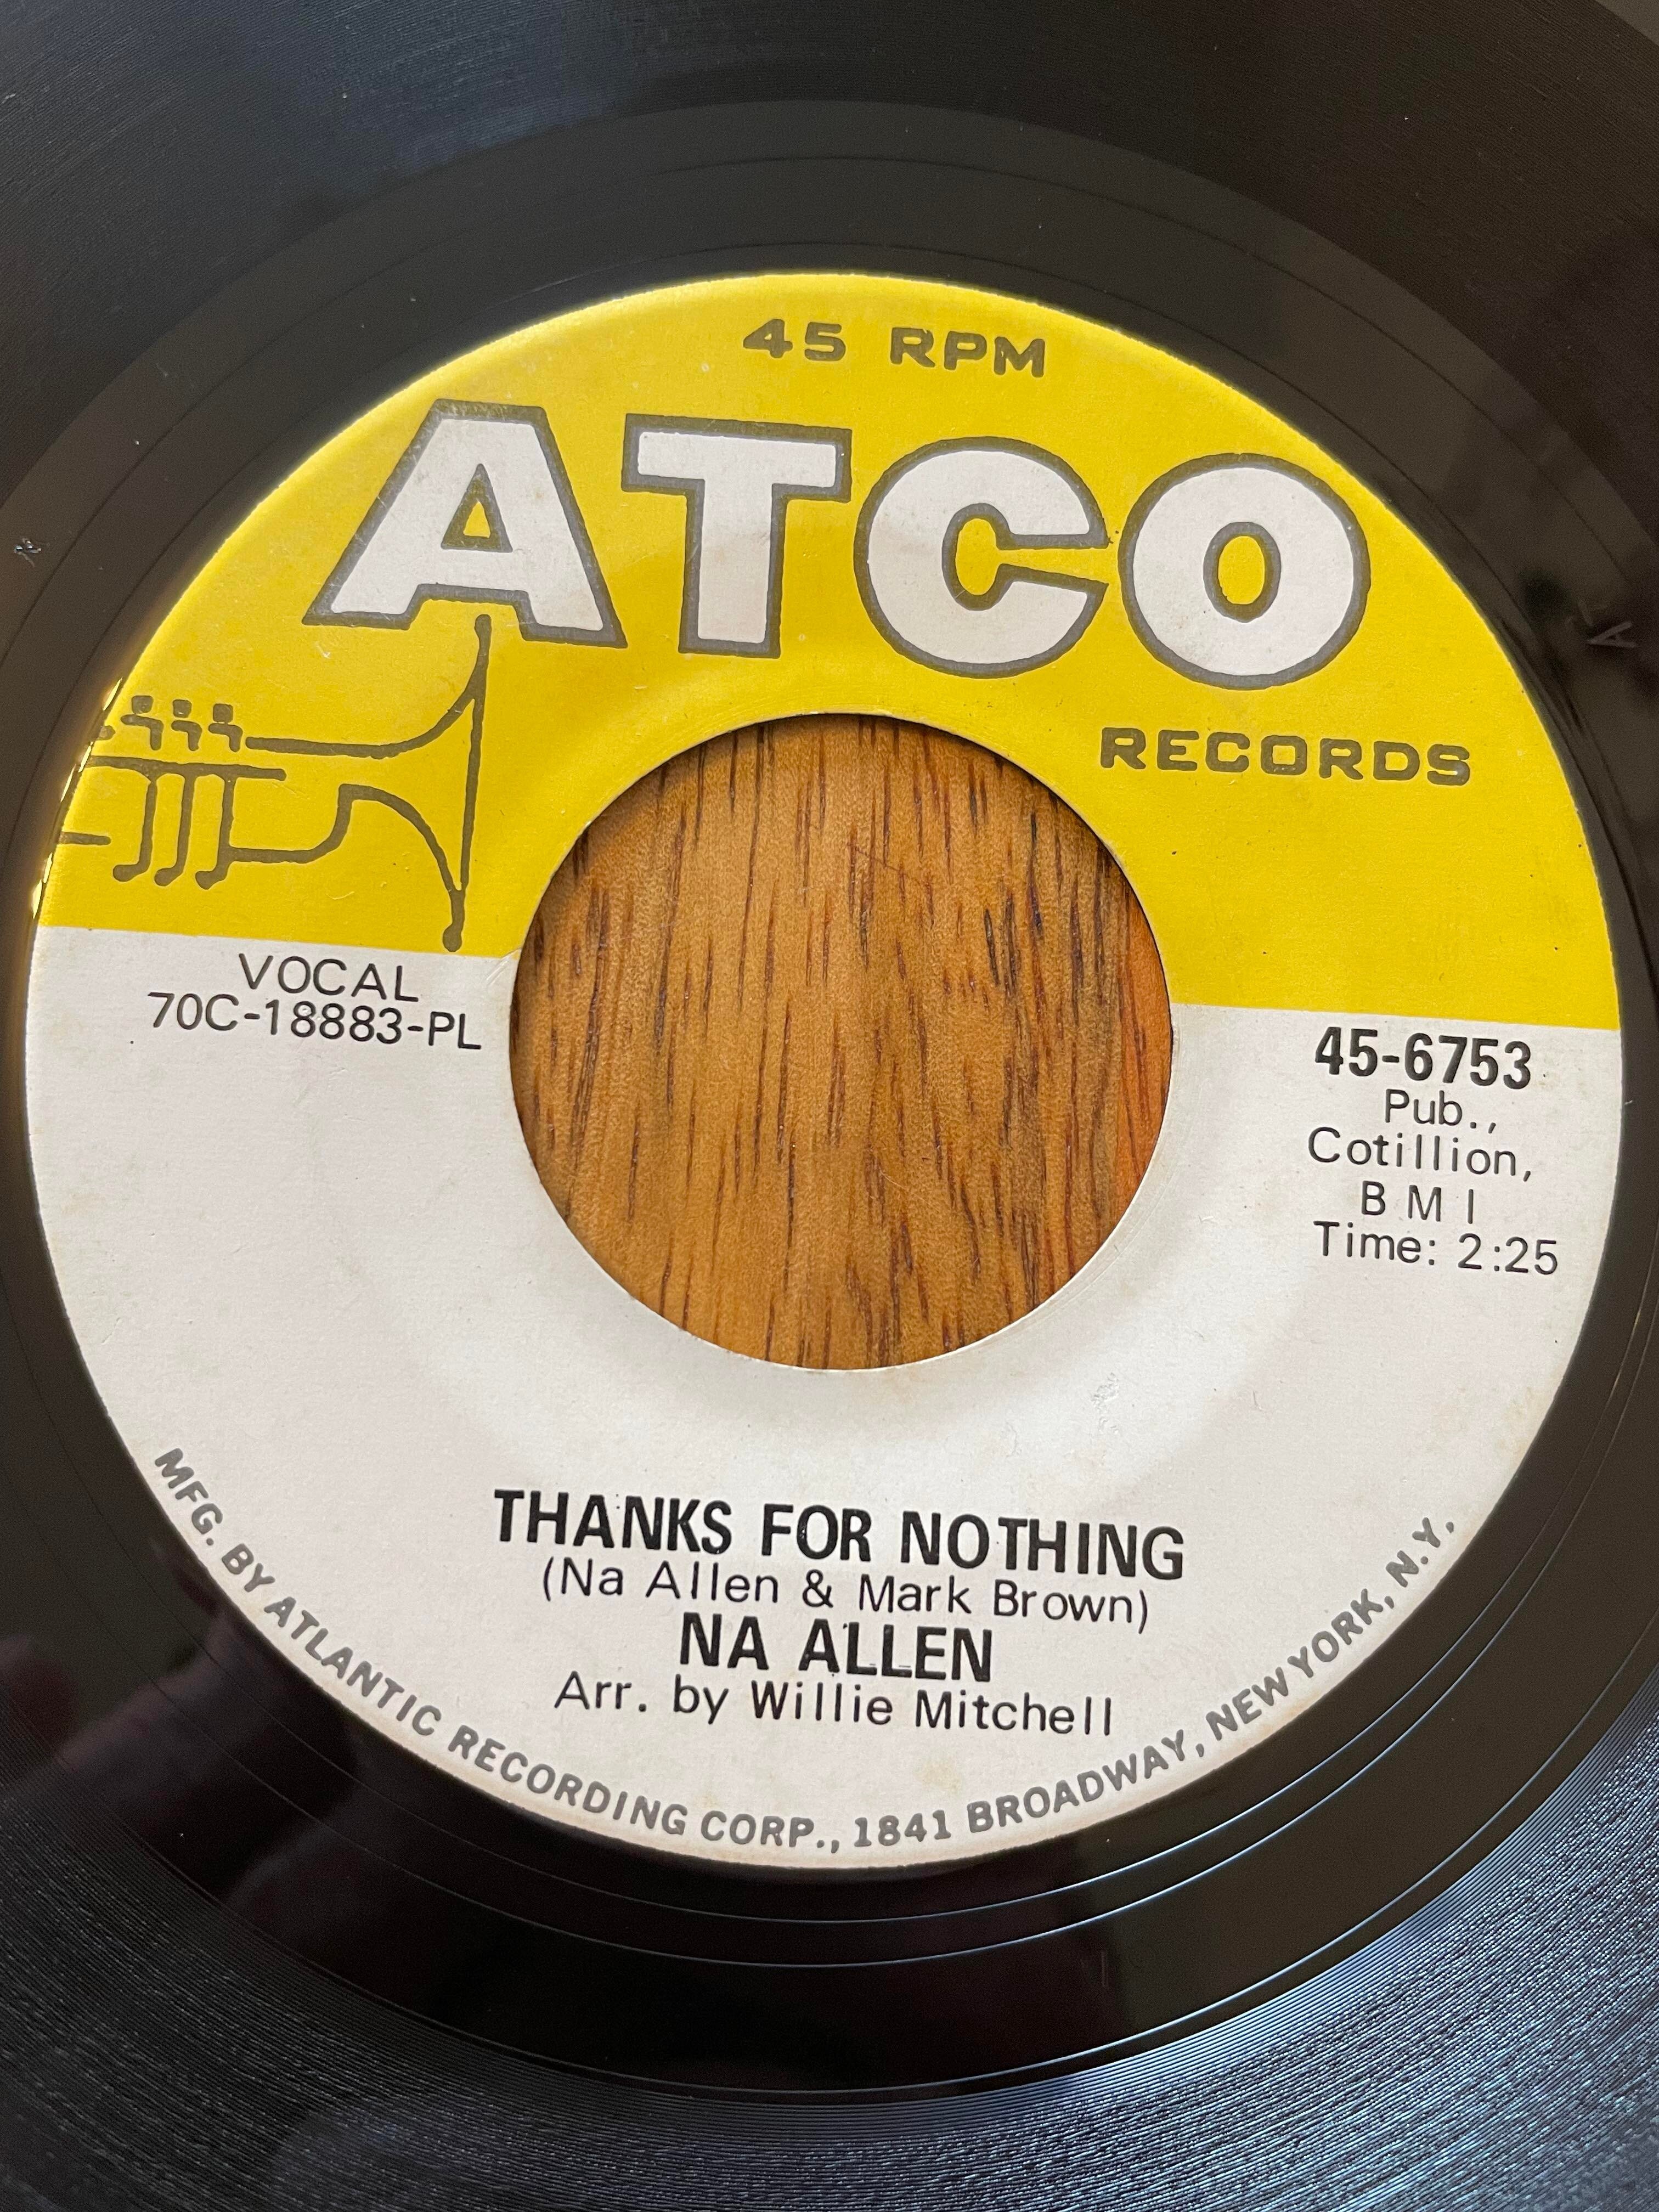 45 RPM
ATCO
RECORDS
VOCAL
70C-18883-PL
45-6753
Pub.,
Cotillion,
B M I
Time: 2:25
THANKS FOR NOTHING
(Na Allen & Mark Brown)
NA ALLEN
Arr. by Willie Mitchell
MFG. BY ATLANTIC RECORDING CORP., 1841 BROADWAY, NEW YORK, N.Y.